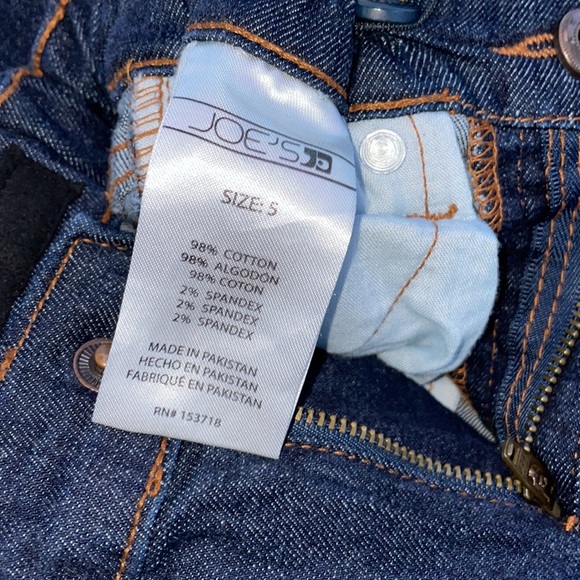 JOE'S
SIZE: 5
98% COTTON
98% ALGODÓN
98% COTON
2% SPANDEX
2% SPANDEX
2% SPANDEX
MADE IN PAKISTAN
HECHO EN PAKISTAN
FABRIQUÉ EN PAKISTAN
RN# 153718